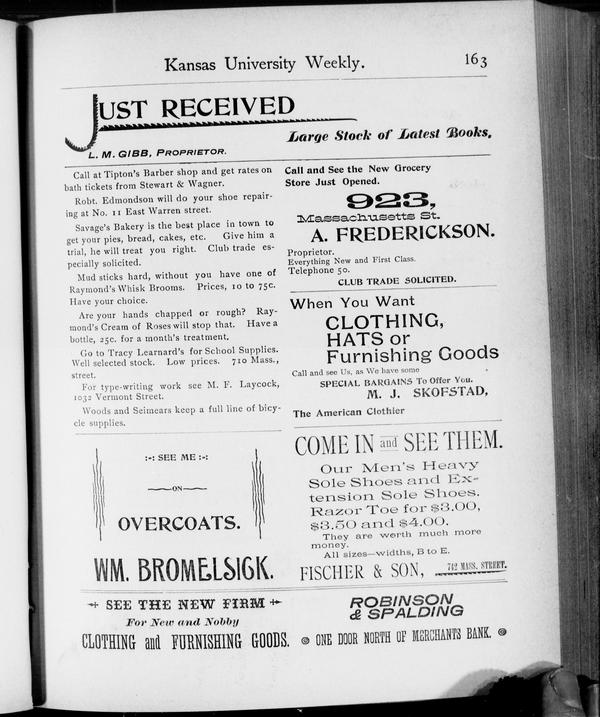 Kansas University Weekly. 163
JUST RECEIVED
Large Stock of Latest Books,
L. M. GIBB, PROPRIETOR.
Call at Tipton's Barber shop and get rates on
bath tickets from Stewart & Wagner.
Robt. Edmondson will do your shoe repair-
ing at No. 11 East Warren street.
Savage's Bakery is the best place in town to
get your pies, bread, cakes, etc. Give him a
trial, he will treat you right. Club trade es-
pecially solicited.
Mud sticks hard, without you have one of
Raymond's Whisk Brooms. Prices, 10 to 75c.
Have your choice.
Are your hands chapped or rough? Ray-
mond's Cream of Roses will stop that. Have a
bottle, 25c. for a month's treatment.
Go to Tracy Learnard's for School Supplies.
Well selected stock. Low prices. 710 Mass.,
street.
For type-writing work see M. F. Laycock,
1032 Vermont Street.
Woods and Seimears keep a full line of bicy-
cle supplies.
Call and See the New Grocery
Store Just Opened.
923,
Massachusetts St.
A. FREDERICKSON.
Proprietor.
Everything New and First Class.
Telephone 50.
CLUB TRADE SOLICITED.
When You Want
CLOTHING,
HATS or
Furnishing Goods
Call and see Us, as We have some
SPECIAL BARGAINS To Offer You.
M. J. SKOFSTAD,
The American Clothier
:-: SEE ME :-:
ON
OVERCOATS.
WM. BROMELSICK.
COME IN and SEE THEM.
Our Men's Heavy
Sole Shoes and Ex-
tension Sole Shoes.
Razor Toe for $3.00,
$3.50 and $4.00.
They are worth much more
money.
All sizes—widths, B to E.
FISCHER & SON, 742 MASS. STREET.
SEE THE NEW FIRM
For New and Nobby
CLOTHING and FURNISHING GOODS.
ROBINSON
& SPALDING
ONE DOOR NORTH OF MERCHANTS BANK.